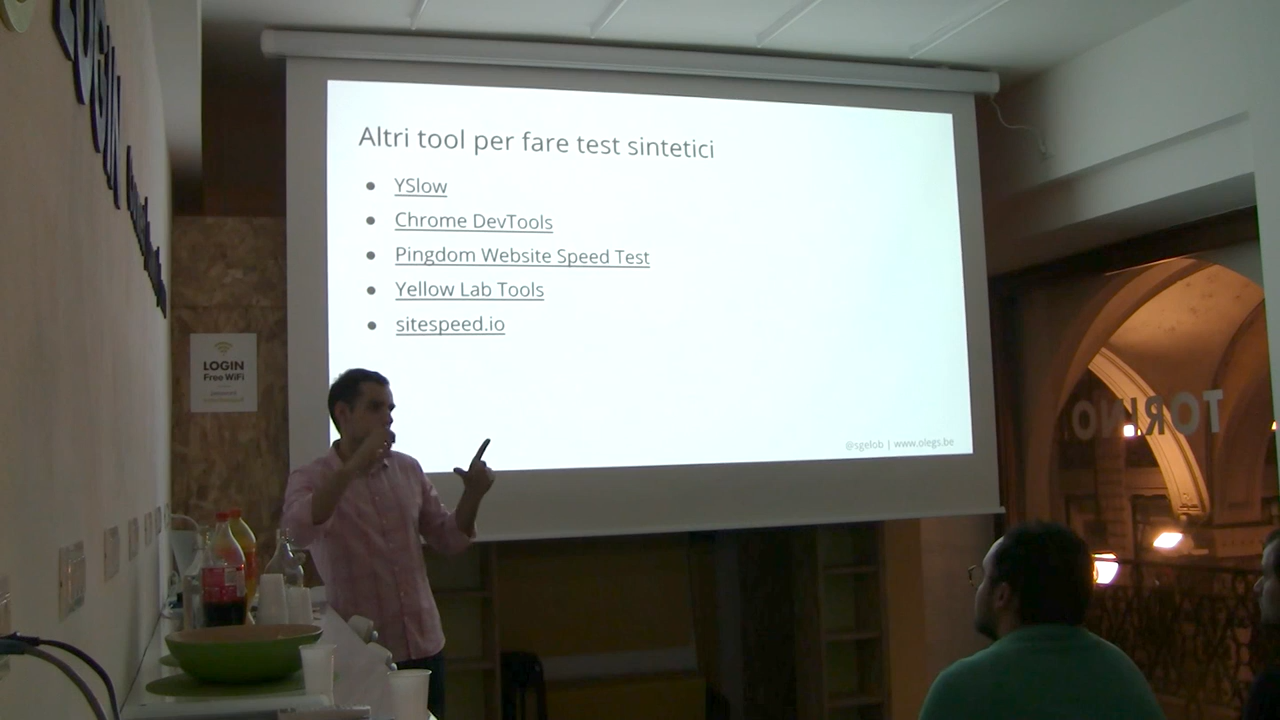 LOGIN
Altri tool per fare test sintetici
YSlow
Chrome DevTools
Pingdom Website Speed Test
Yellow Lab Tools
sitespeed.io
@sgelob | www.olegs.be
LOGIN
Free WiFi
TORINO